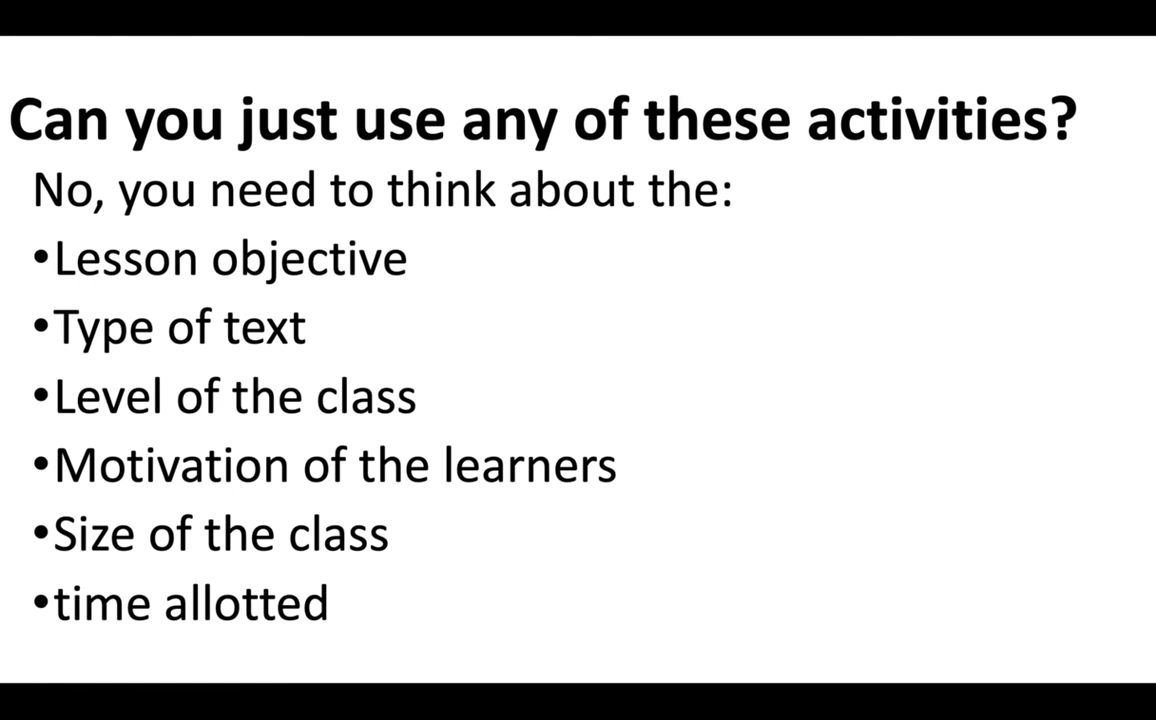 Can you just use any of these activities?
No, you need to think about the:
•Lesson objective
•Type of text
•Level of the class
•Motivation of the learners
•Size of the class
•time allotted